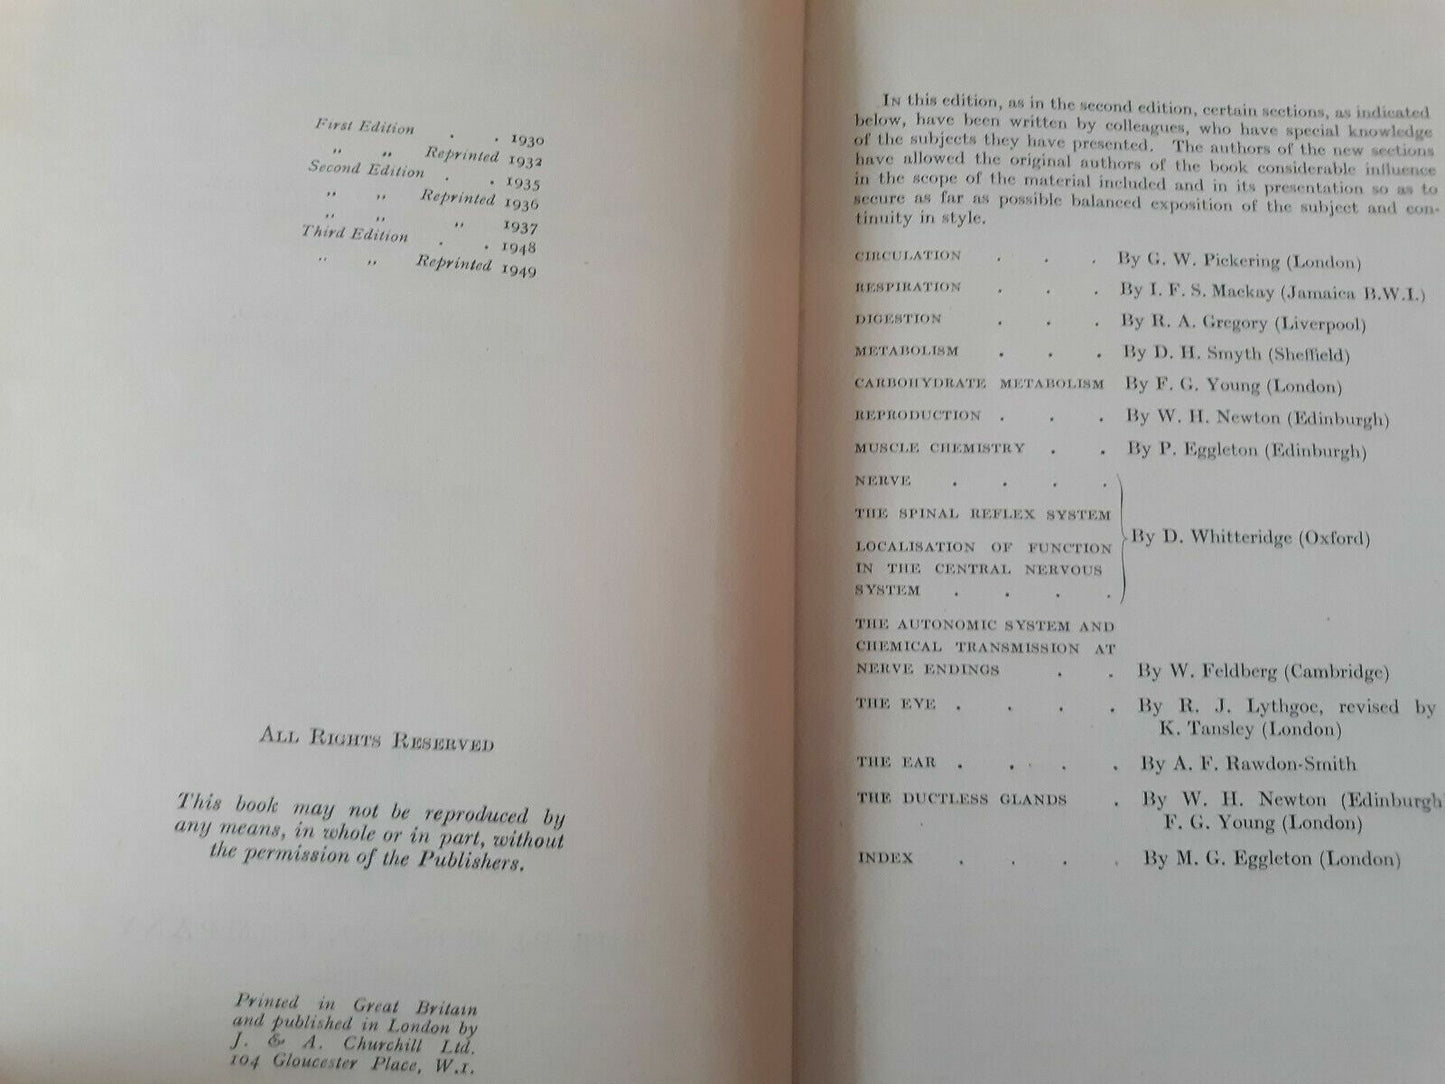 First Edition . . 1930
„ „ Reprinted 1932
Second Edition . . 1935
„ „ Reprinted 1936
„ „ „ 1937
Third Edition . . 1948
„ „ Reprinted 1949
ALL RIGHTS RESERVED
This book may not be reproduced by
any means, in whole or in part, without
the permission of the Publishers.
Printed in Great Britain
and published in London by
J. & A. Churchill Ltd.
104 Gloucester Place, W.1.
IN this edition, as in the second edition, certain sections, as indicated
below, have been written by colleagues, who have special knowledge
of the subjects they have presented. The authors of the new sections
have allowed the original authors of the book considerable influence
in the scope of the material included and in its presentation so as to
secure as far as possible balanced exposition of the subject and con-
tinuity in style.
CIRCULATION . . . By G. W. Pickering (London)
RESPIRATION . . . By I. F. S. Mackay (Jamaica B.W.I.)
DIGESTION . . . By R. A. Gregory (Liverpool)
METABOLISM . . . By D. H. Smyth (Sheffield)
CARBOHYDRATE METABOLISM By F. G. Young (London)
REPRODUCTION . . . By W. H. Newton (Edinburgh)
MUSCLE CHEMISTRY . . By P. Eggleton (Edinburgh)
NERVE . . . .
THE SPINAL REFLEX SYSTEM
By D. Whitteridge (Oxford)
LOCALISATION OF FUNCTION
IN THE CENTRAL NERVOUS
SYSTEM . . . .
THE AUTONOMIC SYSTEM AND
CHEMICAL TRANSMISSION AT
NERVE ENDINGS . . By W. Feldberg (Cambridge)
THE EYE . . . . By R. J. Lythgoe, revised by
K. Tansley (London)
THE EAR . . . . By A. F. Rawdon-Smith
THE DUCTLESS GLANDS . By W. H. Newton (Edinburgh
F. G. Young (London)
INDEX . . . . By M. G. Eggleton (London)